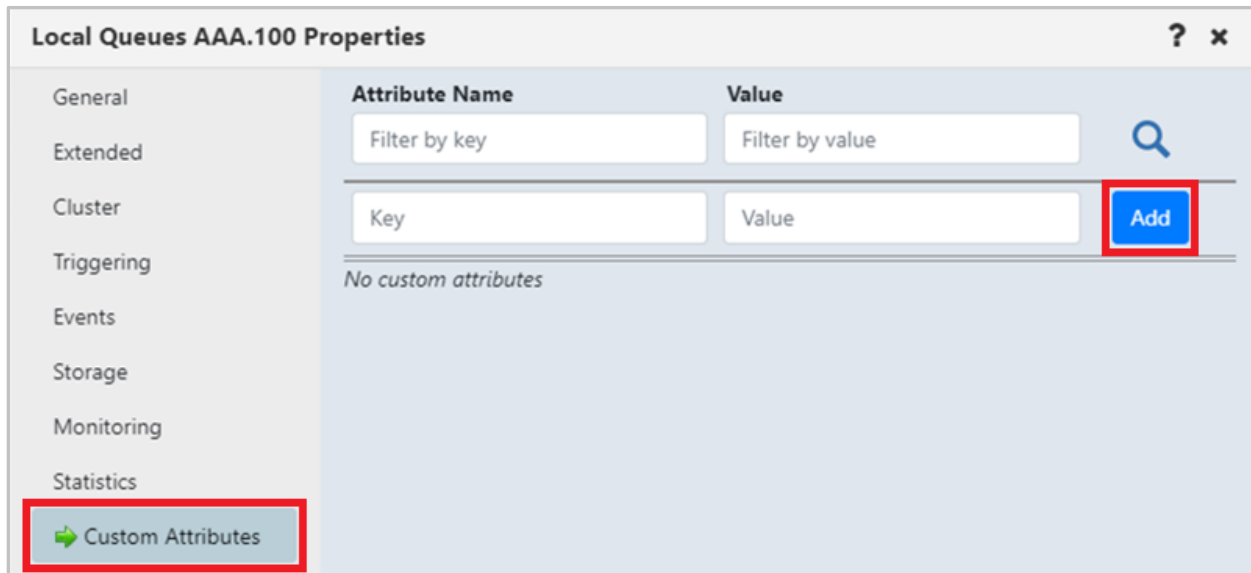 Local Queues AAA.100 Properties ? ×
General
Extended
Cluster
Triggering
Events
Storage
Monitoring
Statistics
Custom Attributes
Attribute Name Value
Filter by key Filter by value
Key Value Add
No custom attributes